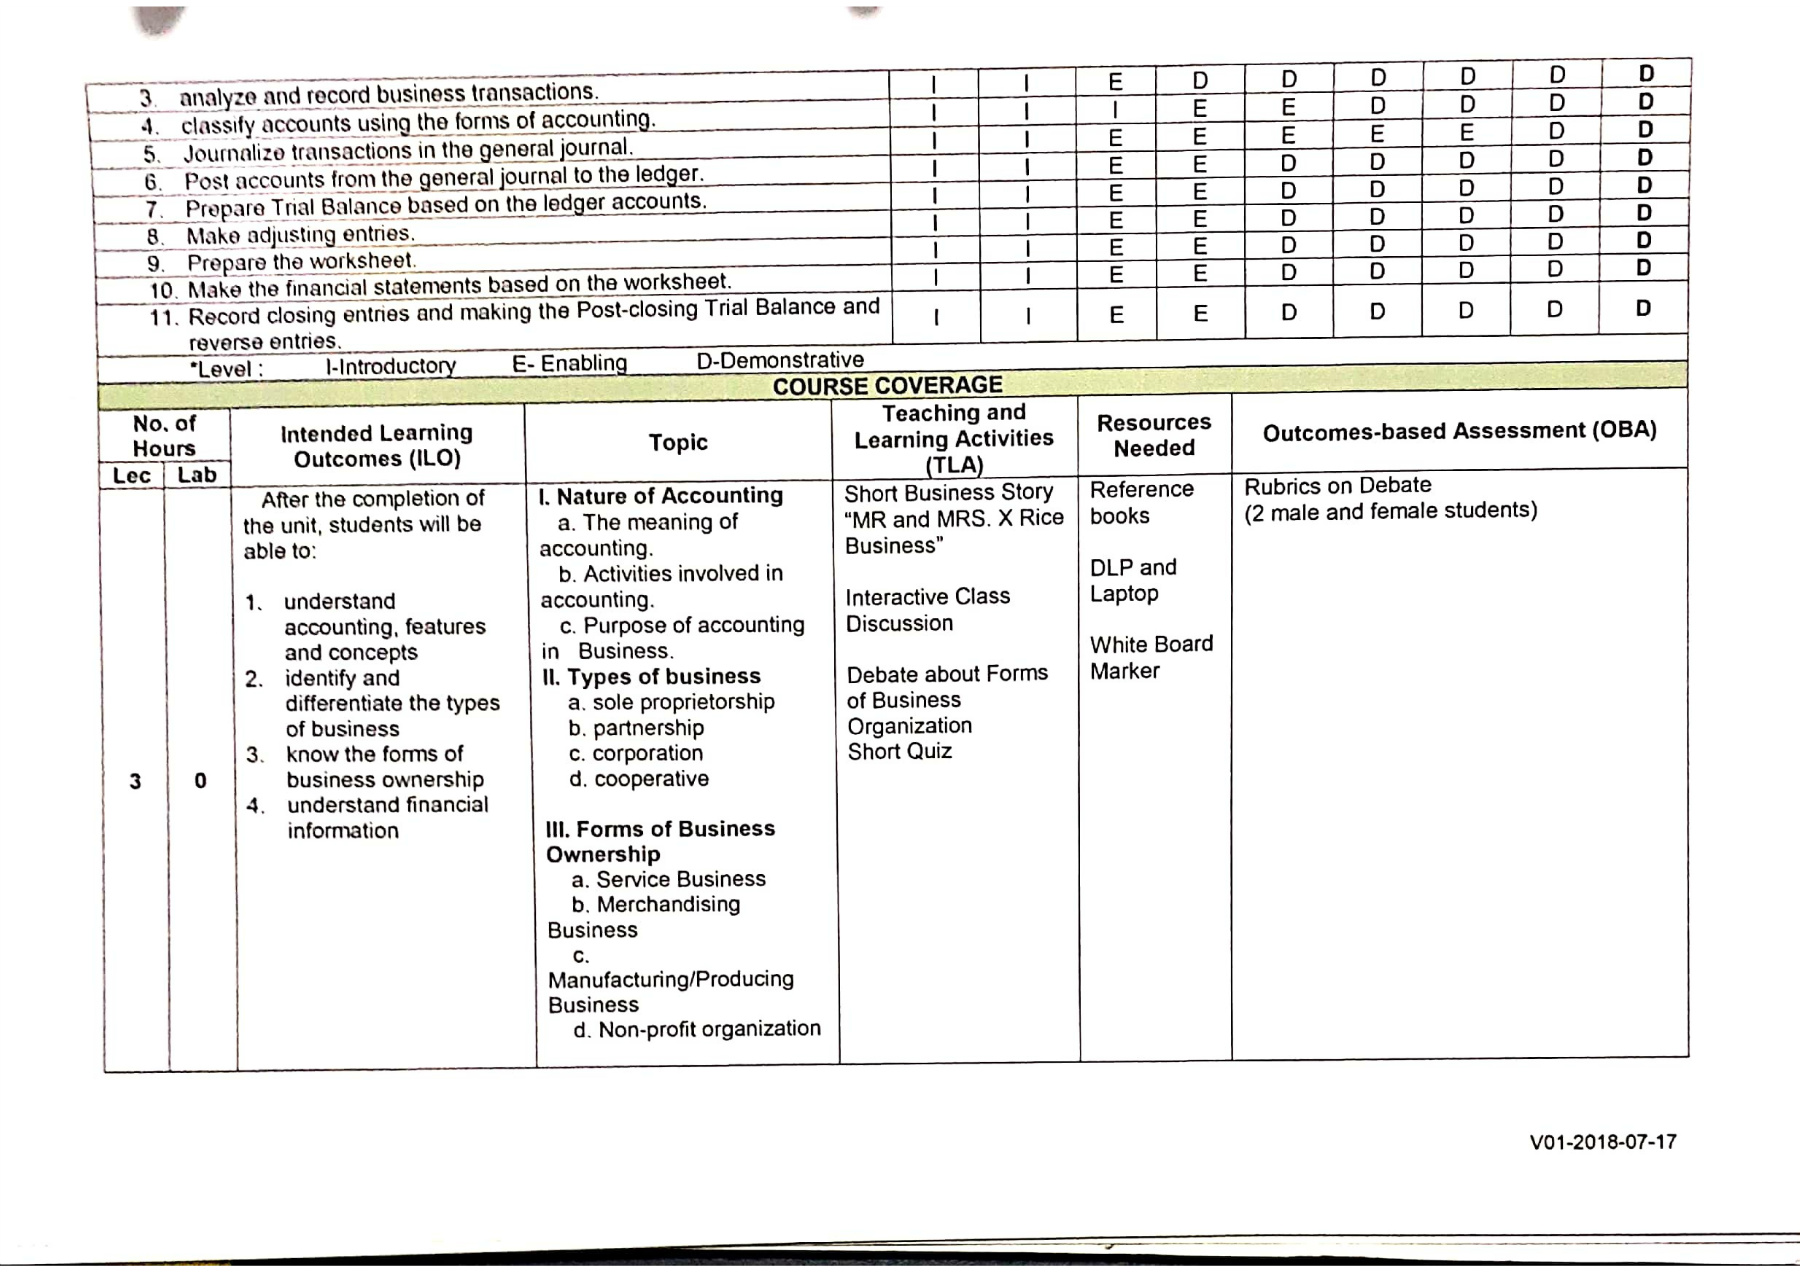 3. analyze and record business transactions. I I E D D D D D D
4. classify accounts using the forms of accounting. I I I E E D D D D
5. Journalize transactions in the general journal. I I E E E E E D D
6. Post accounts from the general journal to the ledger. I I E E D D D D D
7. Prepare Trial Balance based on the ledger accounts. I I E E D D D D D
8. Make adjusting entries. I I E E D D D D D
9. Prepare the worksheet. I I E E D D D D D
10. Make the financial statements based on the worksheet. I I E E D D D D D
11. Record closing entries and making the Post-closing Trial Balance and I I E E D D D D D
reverse entries.
*Level : I-Introductory E- Enabling D-Demonstrative
COURSE COVERAGE
No. of
Hours
Lec Lab
Intended Learning
Outcomes (ILO)
Topic
Teaching and
Learning Activities
(TLA)
Resources
Needed
Outcomes-based Assessment (OBA)
3 0
After the completion of
the unit, students will be
able to:
1. understand
accounting, features
and concepts
2. identify and
differentiate the types
of business
3. know the forms of
business ownership
4. understand financial
information
I. Nature of Accounting
a. The meaning of
accounting.
b. Activities involved in
accounting.
c. Purpose of accounting
in Business.
II. Types of business
a. sole proprietorship
b. partnership
c. corporation
d. cooperative
III. Forms of Business
Ownership
a. Service Business
b. Merchandising
Business
c.
Manufacturing/Producing
Business
d. Non-profit organization
Short Business Story
“MR and MRS. X Rice
Business”
Interactive Class
Discussion
Debate about Forms
of Business
Organization
Short Quiz
Reference
books
DLP and
Laptop
White Board
Marker
Rubrics on Debate
(2 male and female students)
V01-2018-07-17